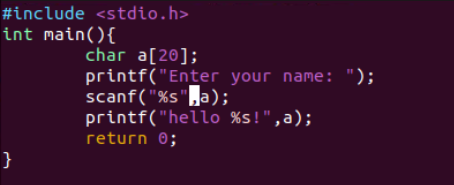 #include <stdio.h>
int main(){
        char a[20];
        printf("Enter your name: ");
        scanf("%s",a);
        printf("hello %s!",a);
        return 0;
}